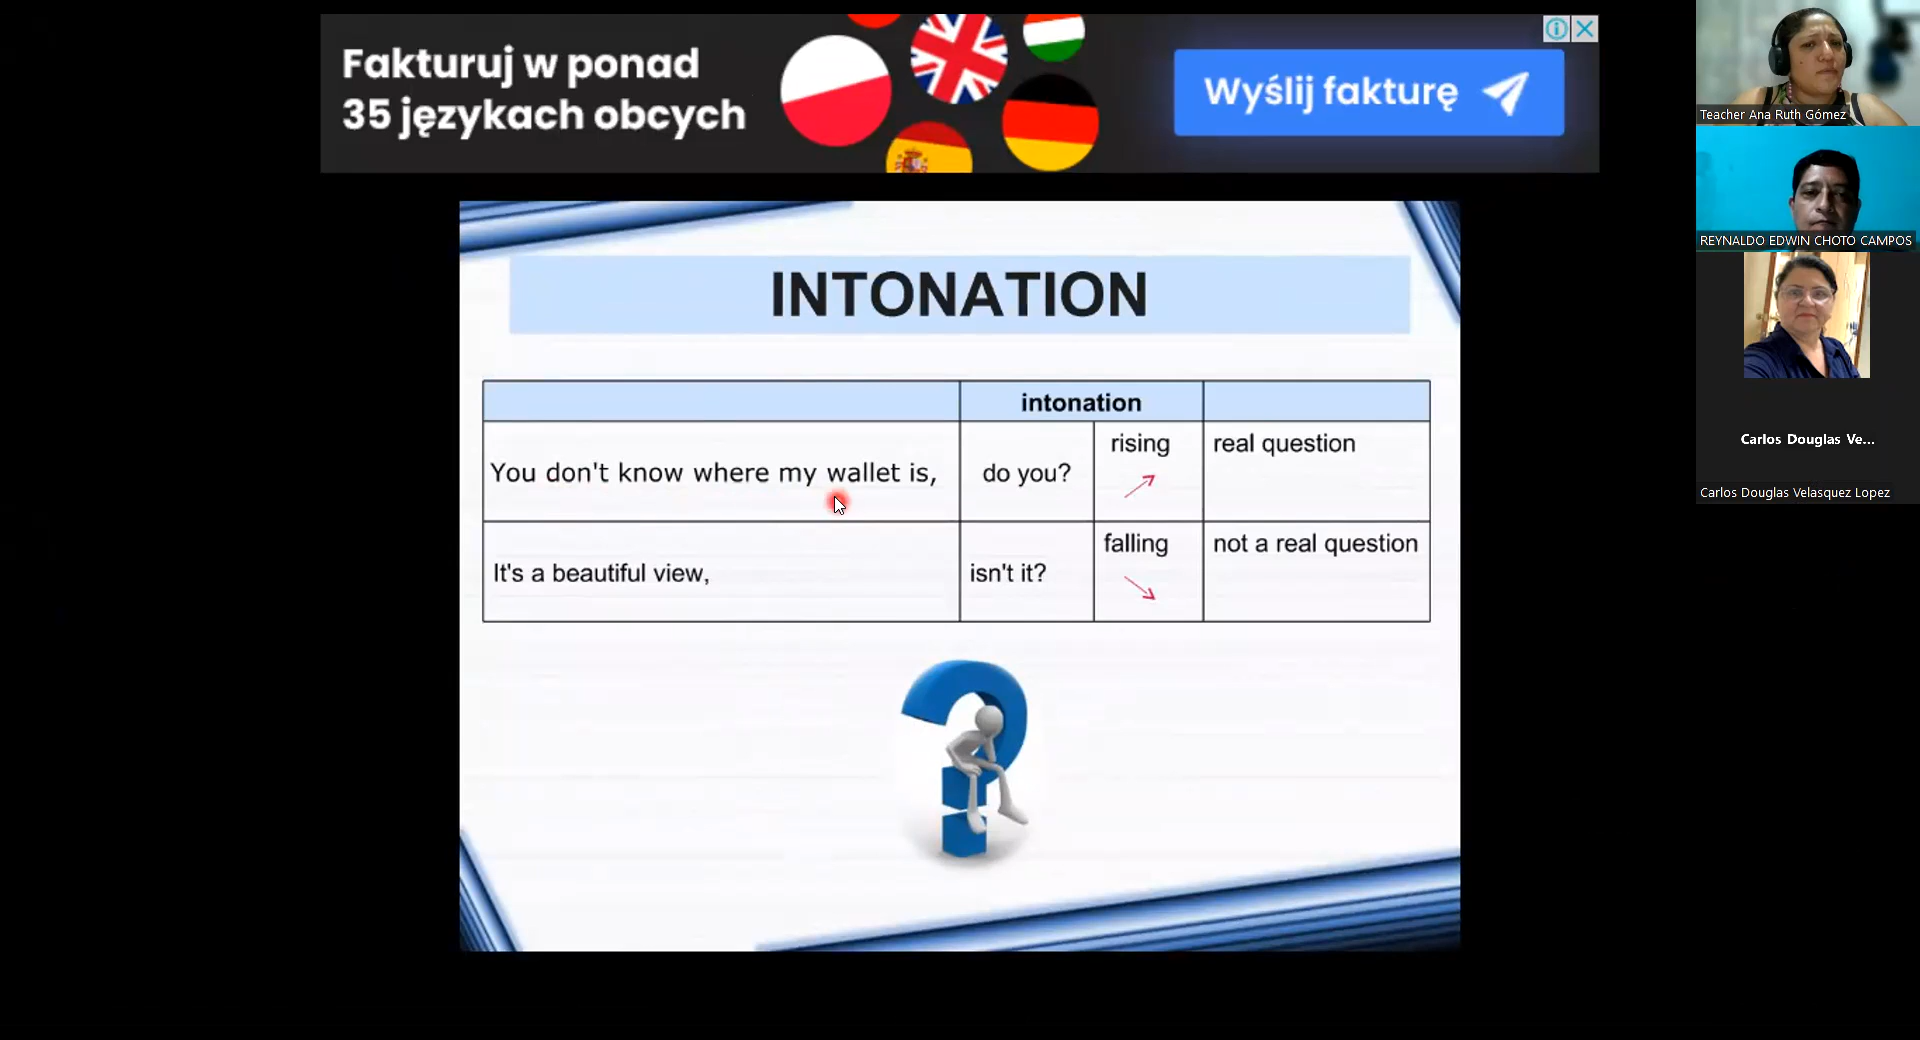 Fakturuj w ponad
35 językach obcych
Wyślij fakturę
INTONATION
intonation
You don't know where my wallet is,
do you?
rising
real question
It's a beautiful view,
isn't it?
falling
not a real question
Teacher Ana Ruth Gómez
REYNALDO EDWIN CHOTO CAMPOS
Carlos Douglas Ve...
Carlos Douglas Velasquez Lopez